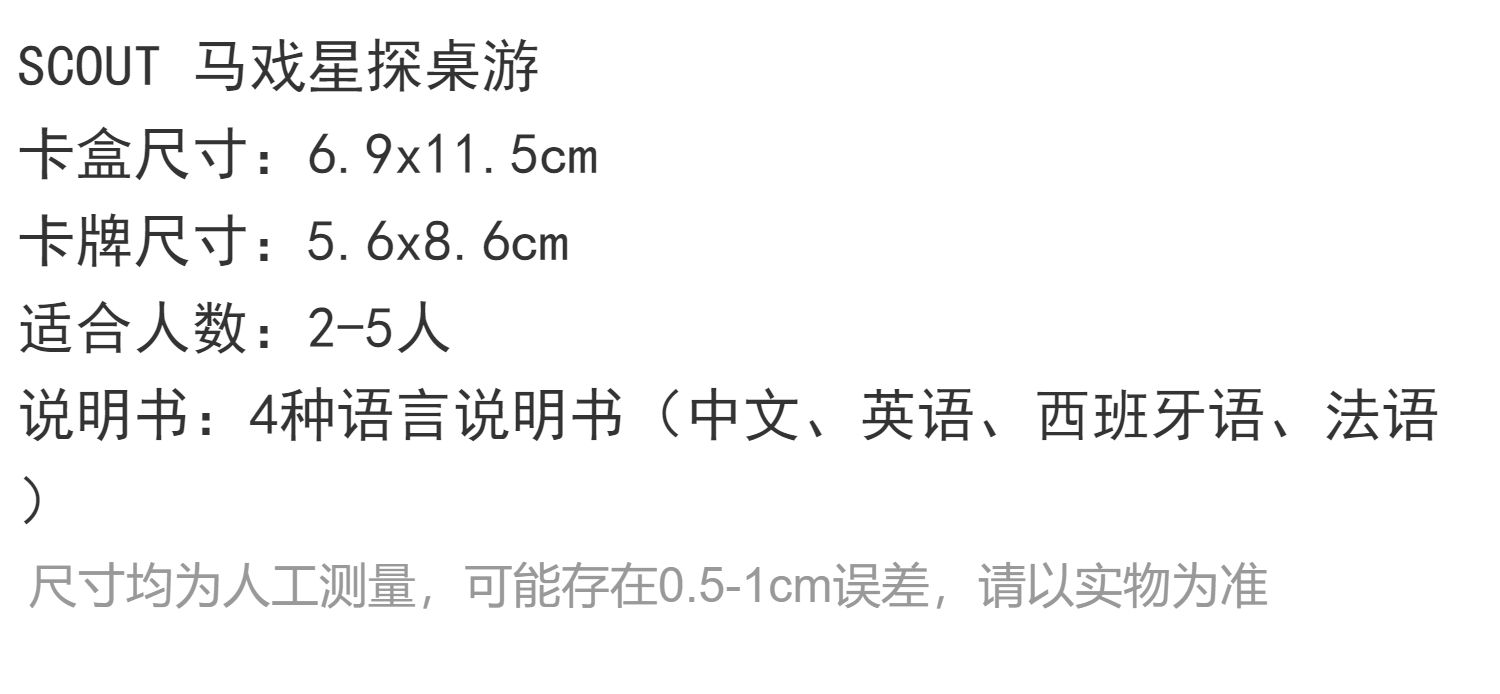 SCOUT 马戏星探桌游
卡盒尺寸：6.9x11.5cm
卡牌尺寸：5.6x8.6cm
适合人数：2-5人
说明书：4种语言说明书（中文、英语、西班牙语、法语
）
尺寸均为人工测量，可能存在0.5-1cm误差，请以实物为准